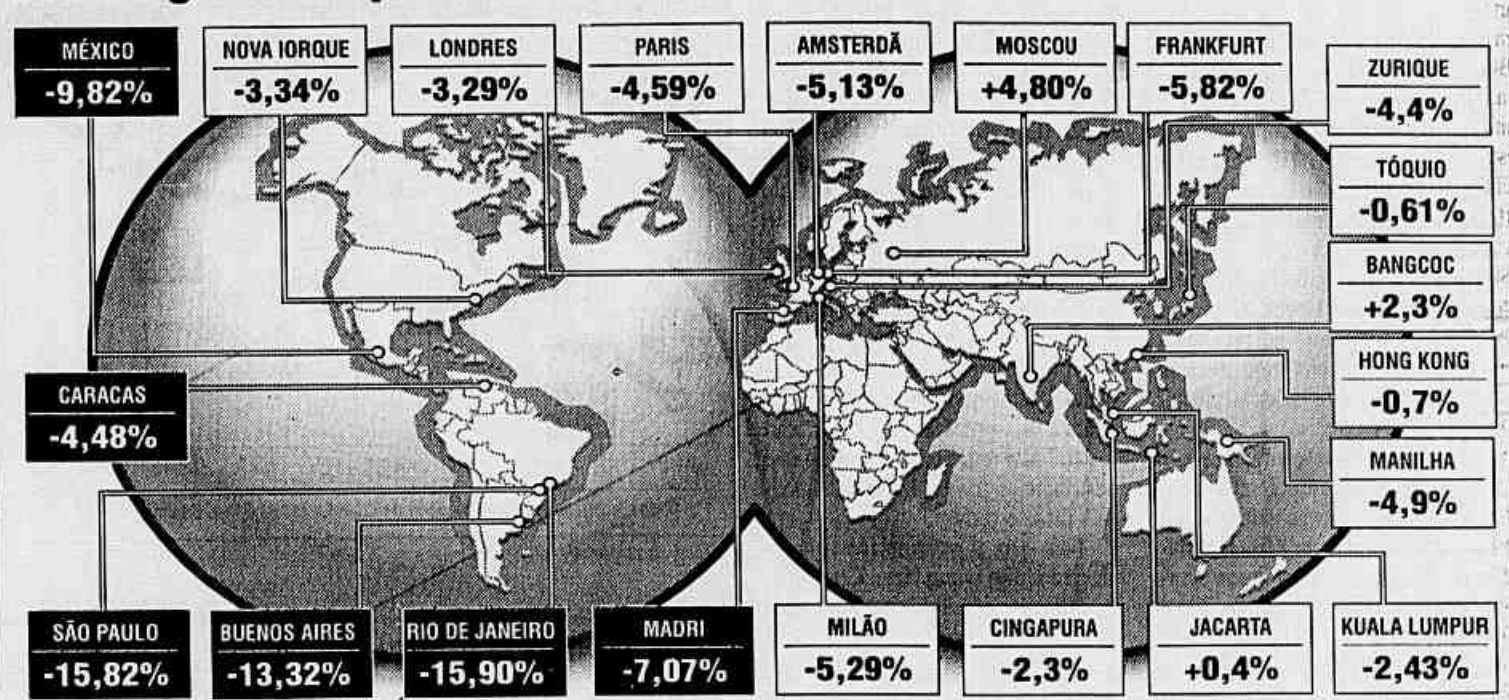 MÉXICO
-9,82%
NOVA IORQUE
-3,34%
LONDRES
-3,29%
PARIS
-4,59%
AMSTERDÃ
-5,13%
MOSCOU
+4,80%
FRANKFURT
-5,82%
ZURIQUE
-4,4%
TÓQUIO
-0,61%
BANGCOC
+2,3%
HONG KONG
-0,7%
MANILHA
-4,9%
CARACAS
-4,48%
SÃO PAULO
-15,82%
BUENOS AIRES
-13,32%
RIO DE JANEIRO
-15,90%
MADRI
-7,07%
MILÃO
-5,29%
CINGAPURA
-2,3%
JACARTA
+0,4%
KUALA LUMPUR
-2,43%